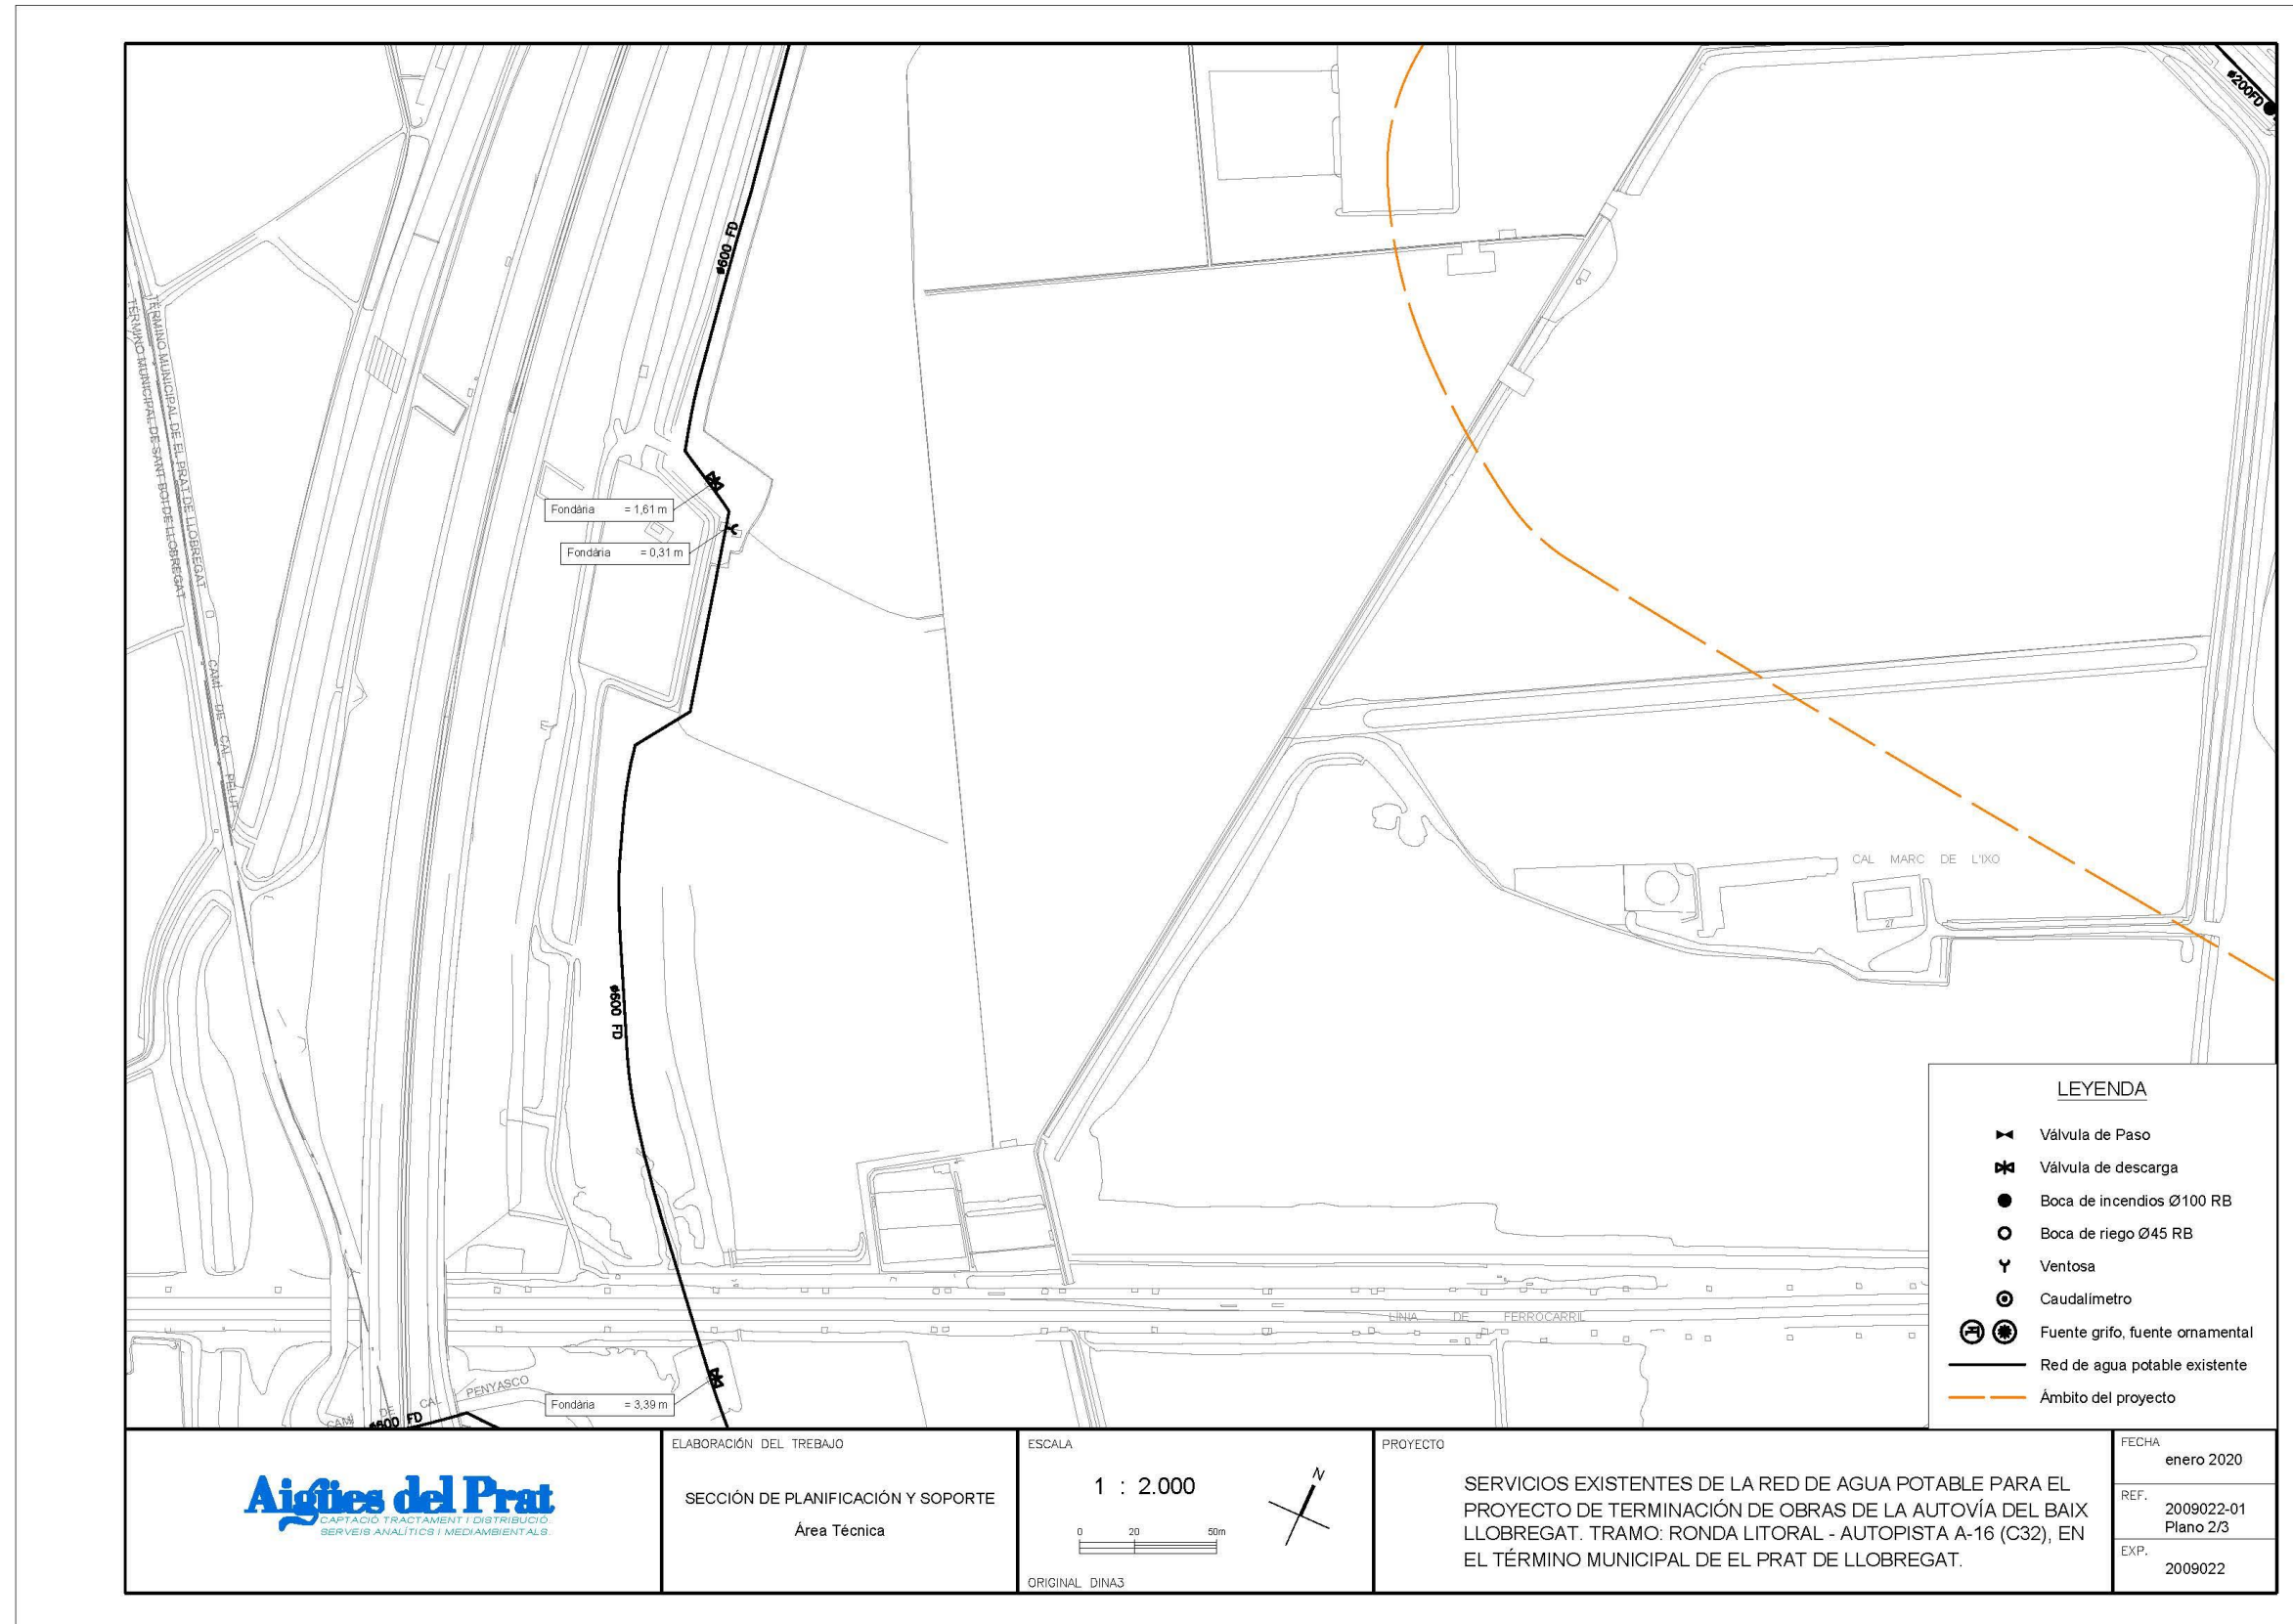 ø200FD
ø600 FD
TÉRMINO MUNICIPAL DE EL PRAT DE LLOBREGAT
TÉRMINO MUNICIPAL DE SANT BOI DE LLOBREGAT
Fondària = 1,61 m
Fondària = 0,31 m
CAMÍ DE CAL PELUT
CAL MARC DE L'IXO
27
ø600 FD
LÍNIA DE FERROCARRIL
Fondària = 3,39 m
CAMÍ DE CAL PENYASCO
ø600 FD
LEYENDA
Válvula de Paso
Válvula de descarga
Boca de incendios Ø100 RB
Boca de riego Ø45 RB
Ventosa
Caudalímetro
Fuente grifo, fuente ornamental
Red de agua potable existente
Ámbito del proyecto
Aigües del Prat
CAPTACIÓ TRACTAMENT I DISTRIBUCIÓ
SERVEIS ANALÍTICS I MEDIAMBIENTALS
ELABORACIÓN DEL TREBAJO
SECCIÓN DE PLANIFICACIÓN Y SOPORTE
Área Técnica
ESCALA
1 : 2.000
N
0 20 50m
ORIGINAL DINA3
PROYECTO
SERVICIOS EXISTENTES DE LA RED DE AGUA POTABLE PARA EL
PROYECTO DE TERMINACIÓN DE OBRAS DE LA AUTOVÍA DEL BAIX
LLOBREGAT. TRAMO: RONDA LITORAL - AUTOPISTA A-16 (C32), EN
EL TÉRMINO MUNICIPAL DE EL PRAT DE LLOBREGAT.
FECHA
enero 2020
REF.
2009022-01
Plano 2/3
EXP.
2009022